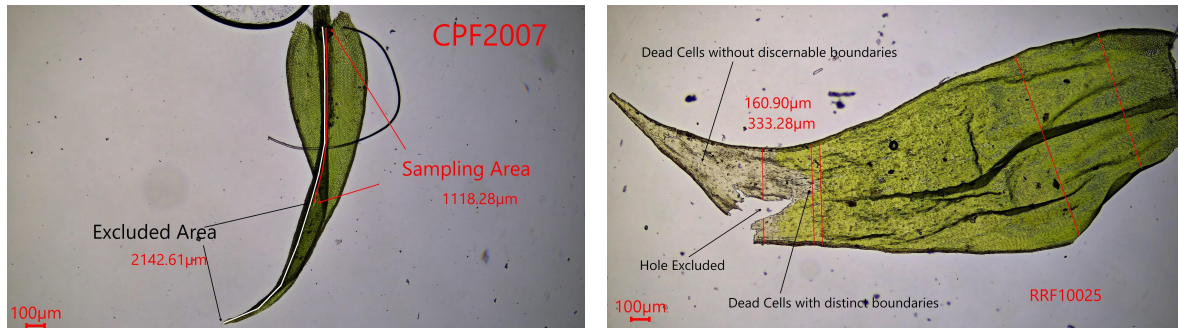 CPF2007
Sampling Area
1118.28µm
Excluded Area
2142.61µm
100µm
Dead Cells without discernable boundaries
160.90µm
333.28µm
Hole Excluded
Dead Cells with distinct boundaries
RRF10025
100µm